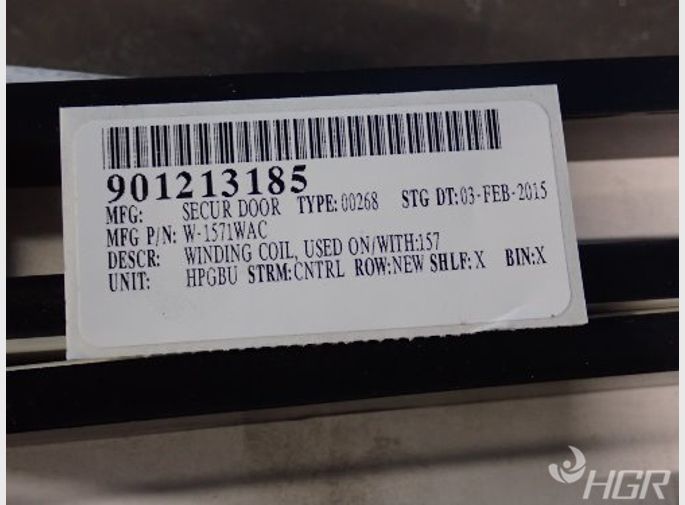 901213185
MFG: SECUR DOOR TYPE: 00268 STG DT: 03-FEB-2015
MFG P/N: W-1571WAC
DESCR: WINDING COIL, USED ON/WITH:157
UNIT: HPGBU STRM:CNTRL ROW:NEW SHLF:X BIN:X
HGR